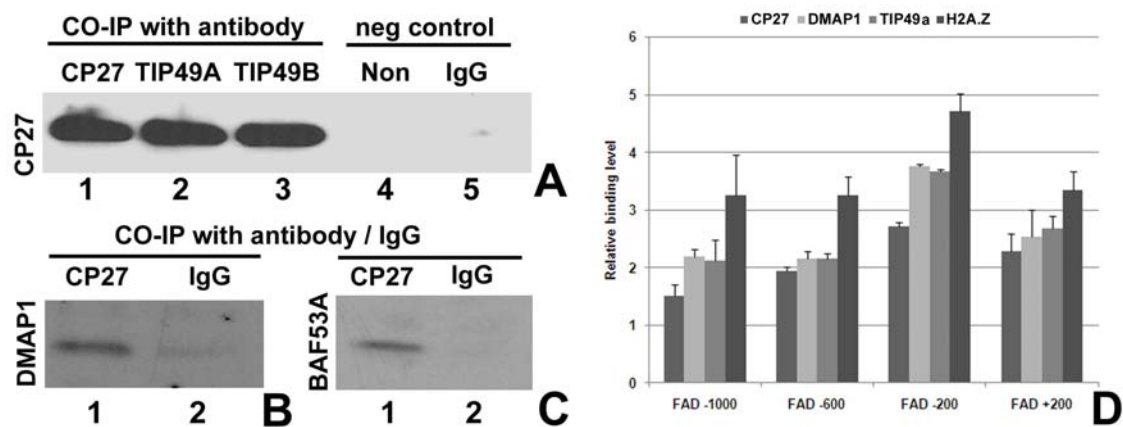 CO-IP with antibody neg control
CP27 TIP49A TIP49B Non IgG
CP27
1 2 3 4 5 A
CO-IP with antibody / IgG
CP27 IgG CP27 IgG
DMAP1
BAF53A
1 2 B 1 2 C
CP27 DMAP1 TIP49a H2A.Z
Relative binding level
6
5
4
3
2
1
0
FAD -1000 FAD -600 FAD -200 FAD +200
D